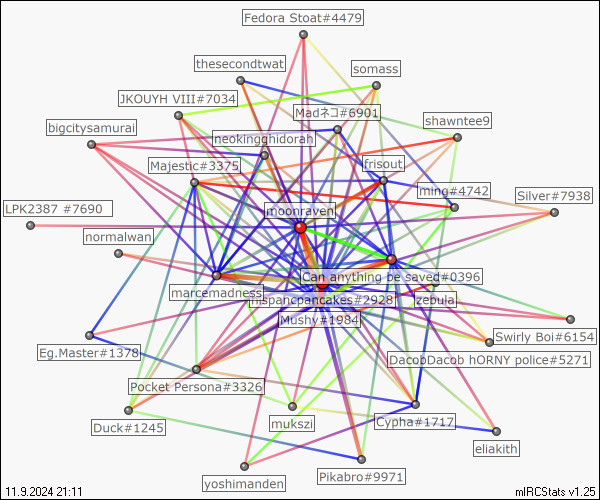 Fedora Stoat#4479
thesecondtwat
somass
JKOUYH VIII#7034
Madネコ#6901
bigcitysamurai
shawntee9
neokingghidorah
Majestic#3375
frisout
ming#4742
Silver#7938
LPK2387 #7690
moonraven
normalwan
Can anything be saved#0396
marcemadness
mspancpancakes#2928
zebula
Mushy#1984
Swirly Boi#6154
Eg.Master#1378
DacobDacob hORNY police#5271
Pocket Persona#3326
Duck#1245
mukszi
Cypha#1717
eliakith
yoshimanden
Pikabro#9971
11.9.2024 21:11
mIRCStats v1.25